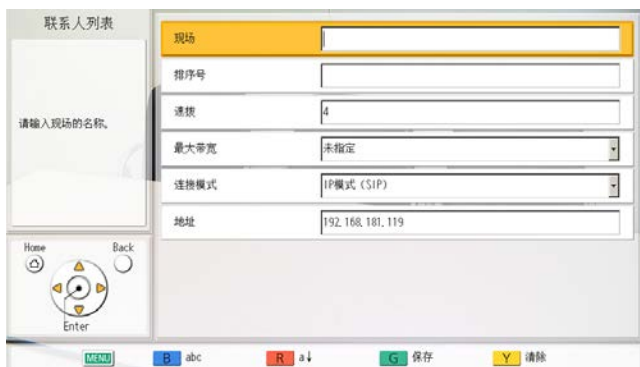 联系人列表
请输入现场的名称。
现场
排序号
速拨 4
最大带宽 未指定
连接模式 IP模式（SIP）
地址 192.168.181.119
Home Back
Enter
MENU B abc R a↓ G 保存 Y 清除